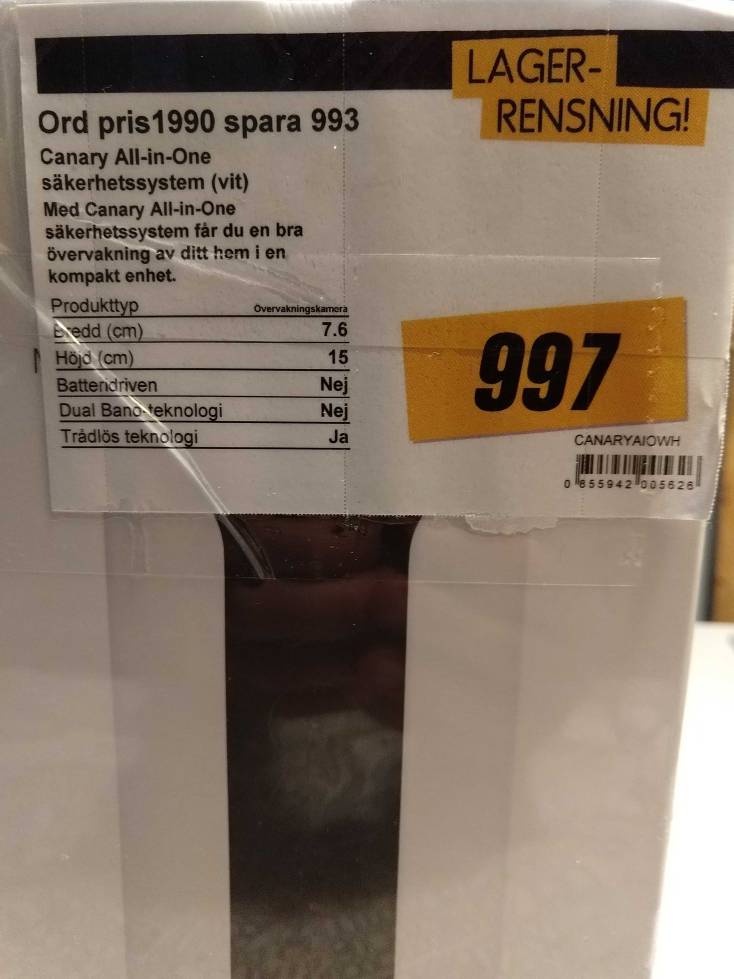 LAGER-
RENSNING!
Ord pris1990 spara 993
Canary All-in-One
säkerhetssystem (vit)
Med Canary All-in-One
säkerhetssystem får du en bra
övervakning av ditt hem i en
kompakt enhet.
Produkttyp Övervakningskamera
Bredd (cm) 7.6
Höjd (cm) 15
Batteridriven Nej
Dual Band-teknologi Nej
Trådlös teknologi Ja
997
CANARYAIOWH
0 855942 005626